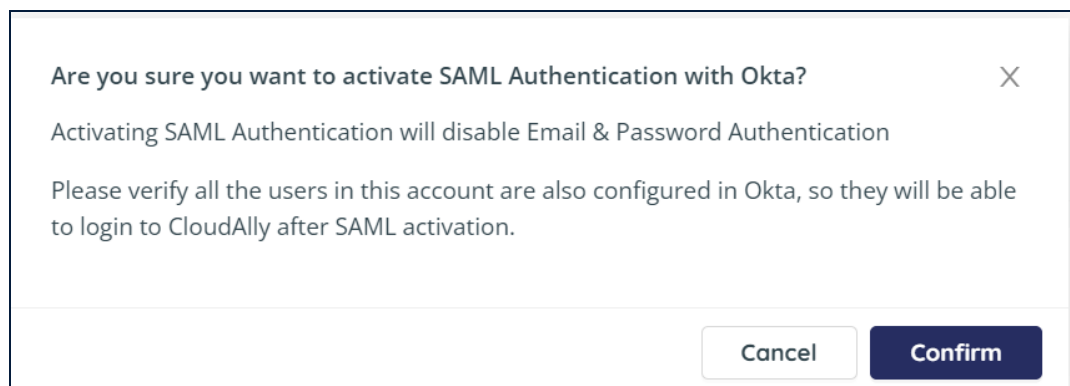 Are you sure you want to activate SAML Authentication with Okta? X
Activating SAML Authentication will disable Email & Password Authentication
Please verify all the users in this account are also configured in Okta, so they will be able
to login to CloudAlly after SAML activation.
Cancel Confirm